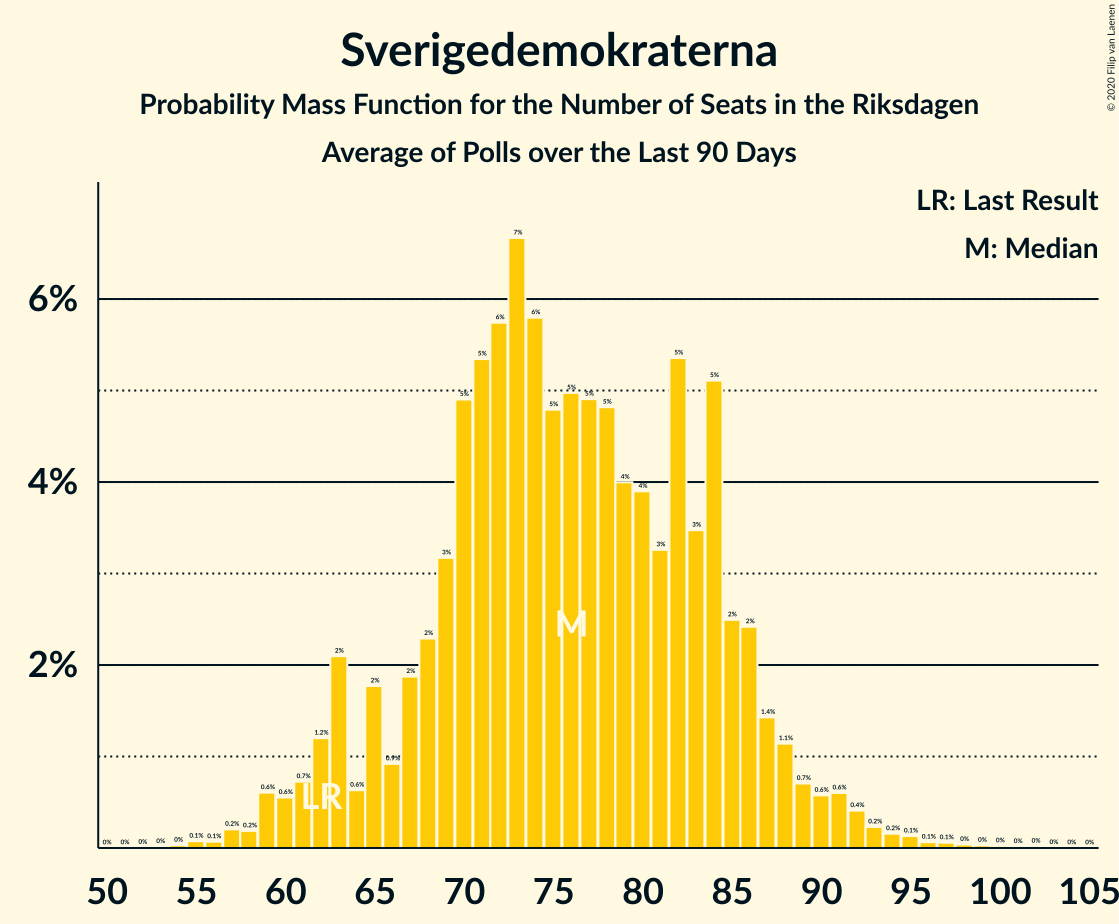 Sverigedemokraterna
Probability Mass Function for the Number of Seats in the Riksdagen
Average of Polls over the Last 90 Days
© 2020 Filip van Laenen
LR: Last Result
M: Median
6%
4%
2%
0% 0% 0% 0% 0% 0.1% 0.1% 0.2% 0.2% 0.6% 0.6% 0.7% 1.2% 2% 0.6% 2% 0.9% 2% 2% 3% 5% 5% 6% 7% 6% 5% 5% 5% 5% 4% 4% 3% 5% 3% 5% 2% 2% 1.4% 1.1% 0.7% 0.6% 0.6% 0.4% 0.2% 0.2% 0.1% 0.1% 0.1% 0% 0% 0% 0% 0% 0% 0% 0%
M
LR
50 55 60 65 70 75 80 85 90 95 100 105